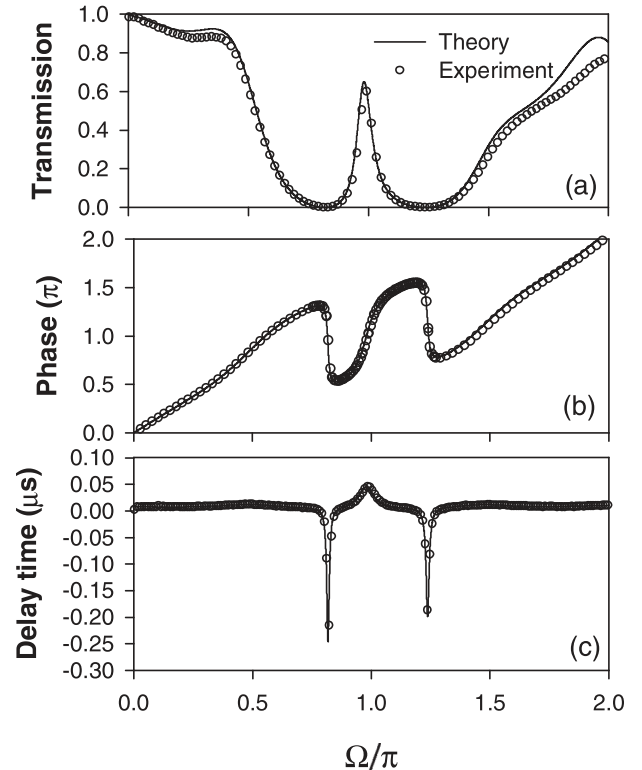 1.0
0.8
0.6
0.4
0.2
0.0
Transmission
Theory
Experiment
(a)
2.0
1.5
1.0
0.5
0.0
Phase (π)
(b)
0.10
0.05
0.00
-0.05
-0.10
-0.15
-0.20
-0.25
-0.30
Delay time (μs)
(c)
0.0 0.5 1.0 1.5 2.0
Ω/π